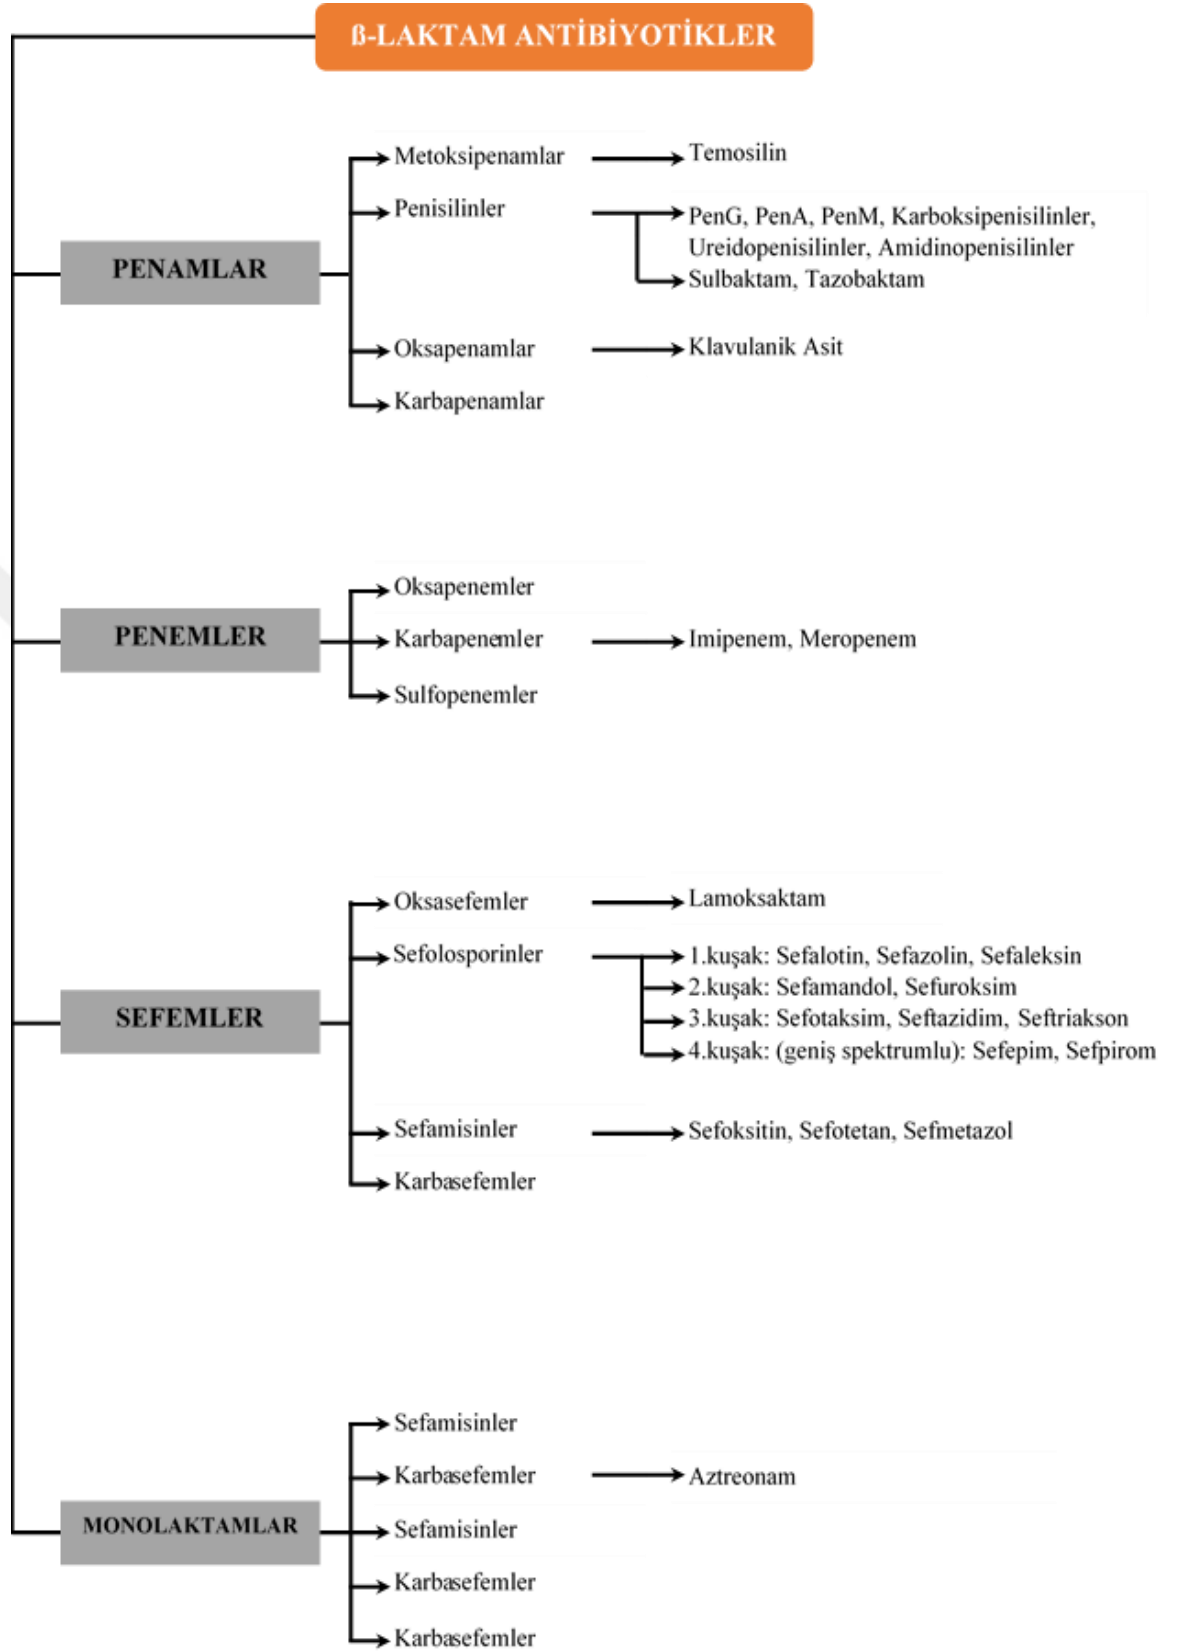 ß-LAKTAM ANTİBİYOTİKLER
PENAMLAR
Metoksipenamlar
Temosilin
Penisilinler
PenG, PenA, PenM, Karboksipenisilinler,
Ureidopenisilinler, Amidinopenisilinler
Sulbaktam, Tazobaktam
Oksapenamlar
Klavulanik Asit
Karbapenamlar
PENEMLER
Oksapenemler
Karbapenemler
Imipenem, Meropenem
Sulfopenemler
SEFEMLER
Oksasefemler
Lamoksaktam
Sefolosporinler
1.kuşak: Sefalotin, Sefazolin, Sefaleksin
2.kuşak: Sefamandol, Sefuroksim
3.kuşak: Sefotaksim, Seftazidim, Seftriakson
4.kuşak: (geniş spektrumlu): Sefepim, Sefpirom
Sefamisinler
Sefoksitin, Sefotetan, Sefmetazol
Karbasefemler
MONOLAKTAMLAR
Sefamisinler
Karbasefemler
Aztreonam
Sefamisinler
Karbasefemler
Karbasefemler